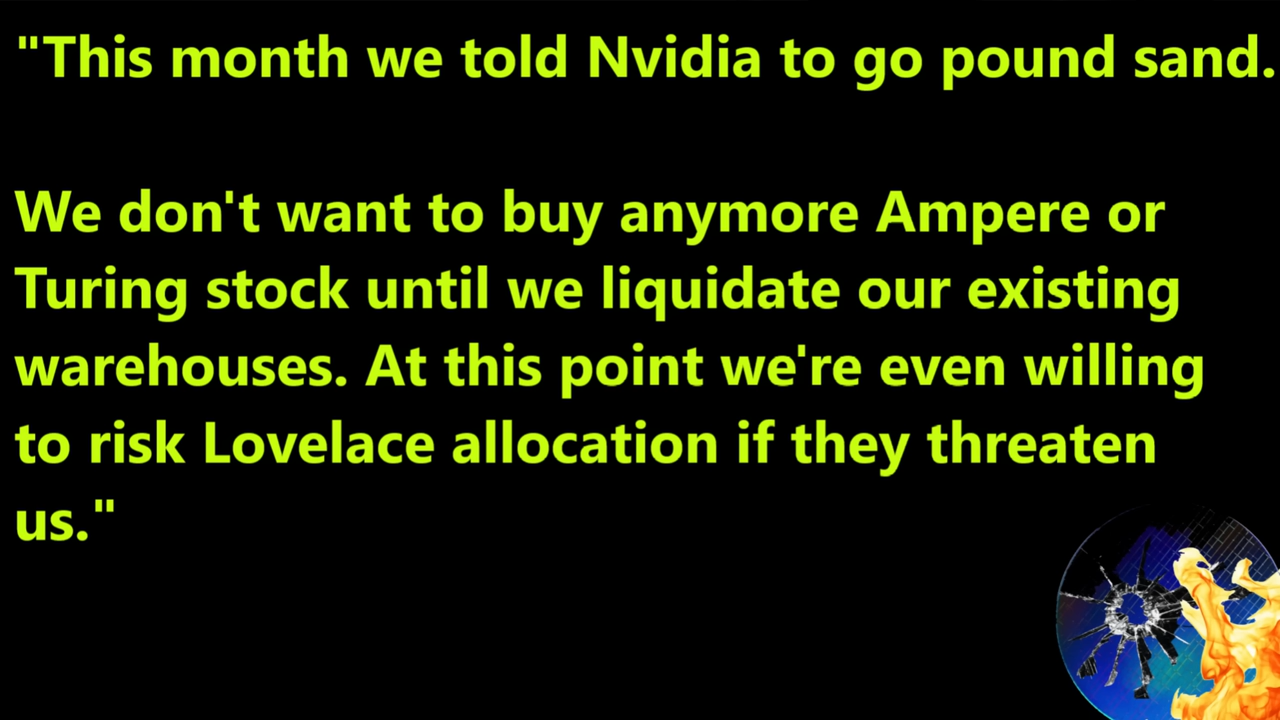 "This month we told Nvidia to go pound sand.
We don't want to buy anymore Ampere or
Turing stock until we liquidate our existing
warehouses. At this point we're even willing
to risk Lovelace allocation if they threaten
us."